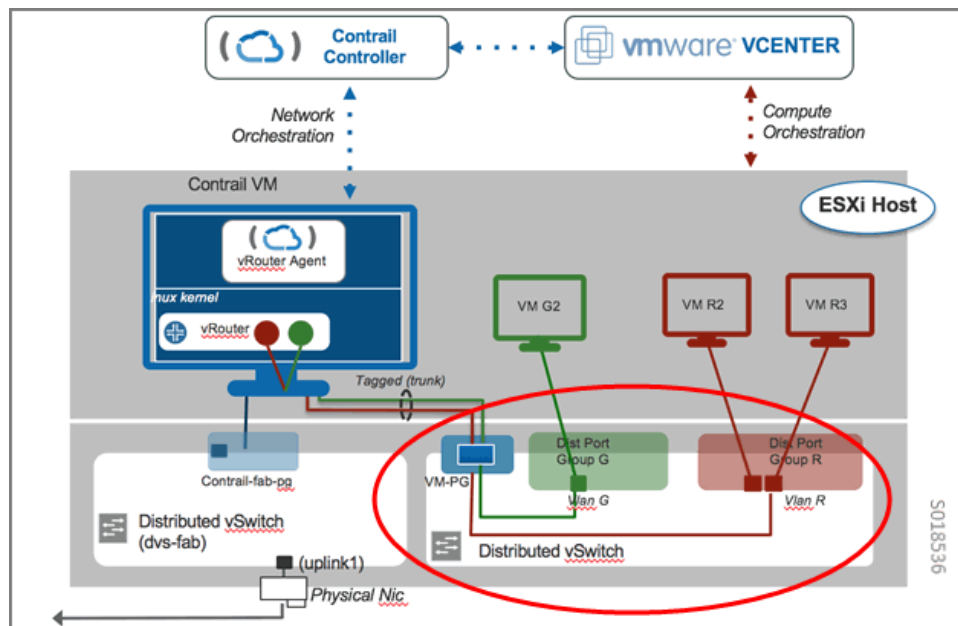 Contrail
Controller
vmware® VCENTER
Network
Orchestration
Compute
Orchestration
Contrail VM
ESXi Host
vRouter Agent
inux kernel
vRouter
VM G2
VM R2
VM R3
Tagged (trunk)
Dist Port
Group G
Dist Port
Group R
Contrail-fab-pg
VM-PG
Vlan G
Vlan R
Distributed vSwitch
(dvs-fab)
Distributed vSwitch
(uplink1)
Physical Nic
S018536